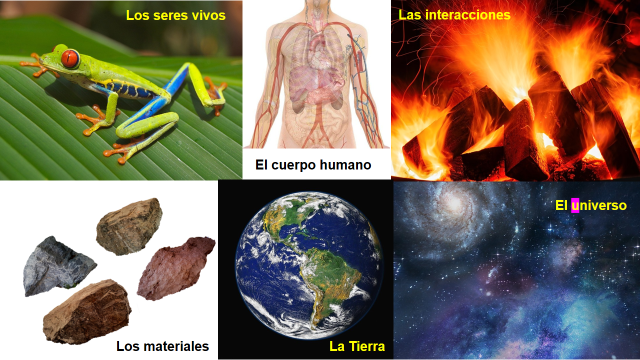 Los seres vivos
El cuerpo humano
Las interacciones
Los materiales
La Tierra
El universo